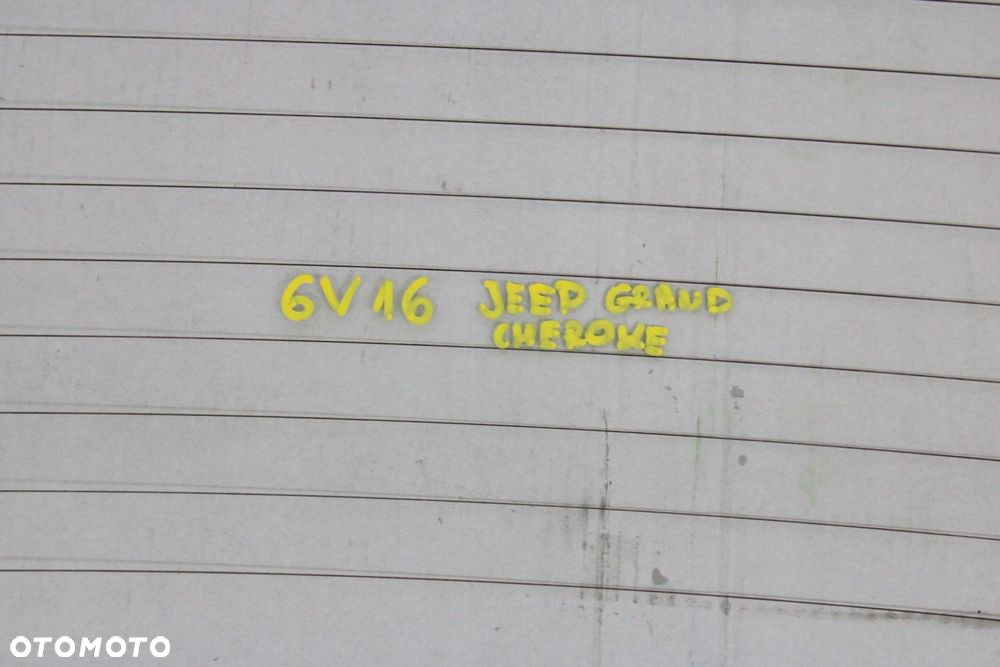 6V16 JEEP GRAND
CHEROKE
OTOMOTO